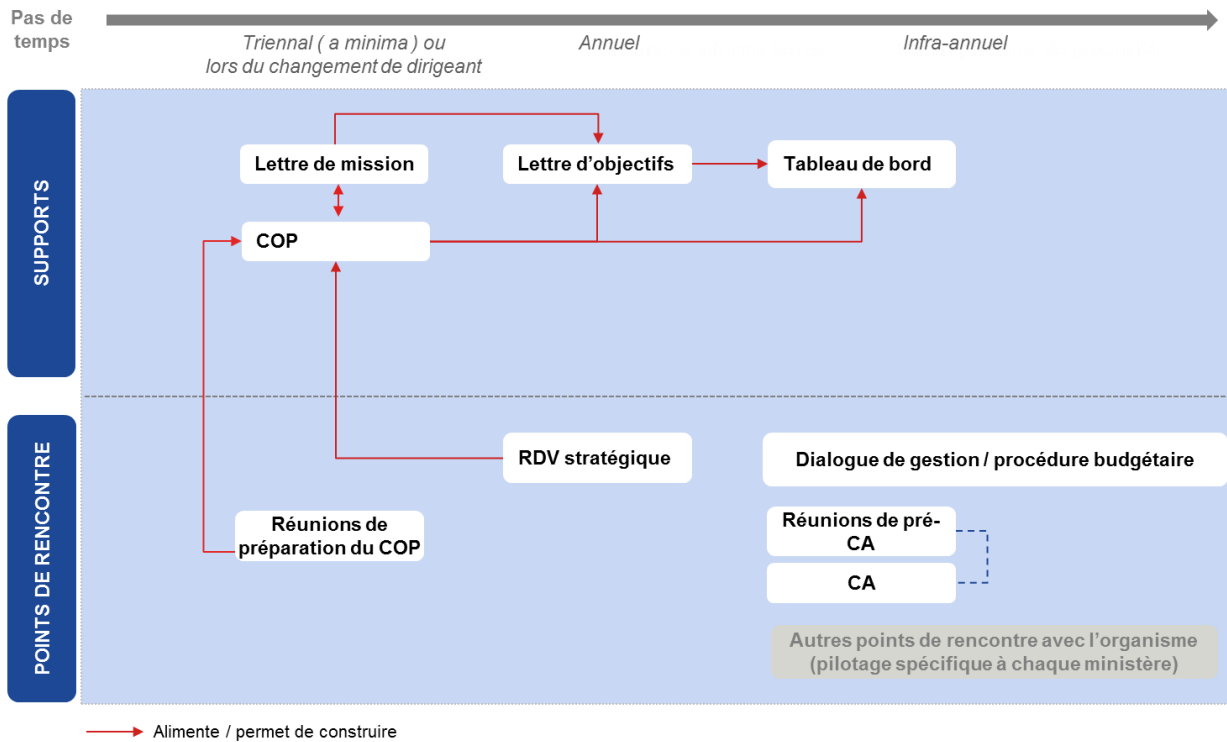 Pas de
temps
Triennal ( a minima ) ou
lors du changement de dirigeant
Annuel
Infra-annuel
SUPPORTS
Lettre de mission
Lettre d’objectifs
Tableau de bord
COP
POINTS DE RENCONTRE
RDV stratégique
Dialogue de gestion / procédure budgétaire
Réunions de
préparation du COP
Réunions de pré-
CA
CA
Autres points de rencontre avec l’organisme
(pilotage spécifique à chaque ministère)
Alimente / permet de construire